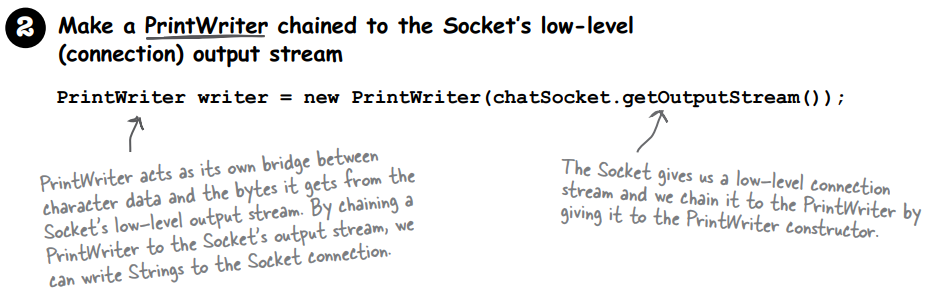 2 Make a PrintWriter chained to the Socket's low-level
(connection) output stream
PrintWriter writer = new PrintWriter(chatSocket.getOutputStream());
PrintWriter acts as its own bridge between
character data and the bytes it gets from the
Socket's low-level output stream. By chaining a
PrintWriter to the Socket's output stream, we
can write Strings to the Socket connection.
The Socket gives us a low-level connection
stream and we chain it to the PrintWriter by
giving it to the PrintWriter constructor.